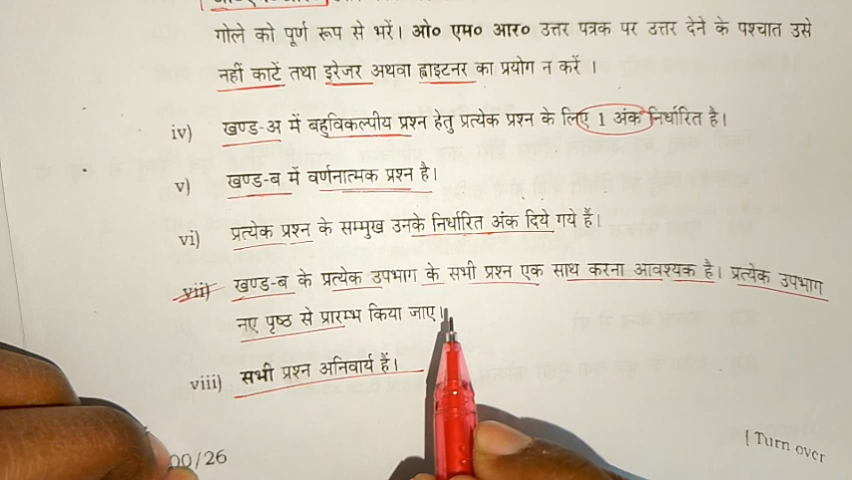 गोले को पूर्ण रूप से भरें। ओ० एम० आर० उत्तर पत्रक पर उत्तर देने के पश्चात उसे
नहीं काटें तथा इरेजर अथवा ह्वाइटनर का प्रयोग न करें ।
iv) खण्ड-अ में बहुविकल्पीय प्रश्न हेतु प्रत्येक प्रश्न के लिए 1 अंक निर्धारित है।
v) खण्ड-ब में वर्णनात्मक प्रश्न है।
vi) प्रत्येक प्रश्न के सम्मुख उनके निर्धारित अंक दिये गये हैं।
vii) खण्ड-ब के प्रत्येक उपभाग के सभी प्रश्न एक साथ करना आवश्यक है। प्रत्येक उपभाग
नए पृष्ठ से प्रारम्भ किया जाए।
viii) सभी प्रश्न अनिवार्य हैं।
00/26
[ Turn over